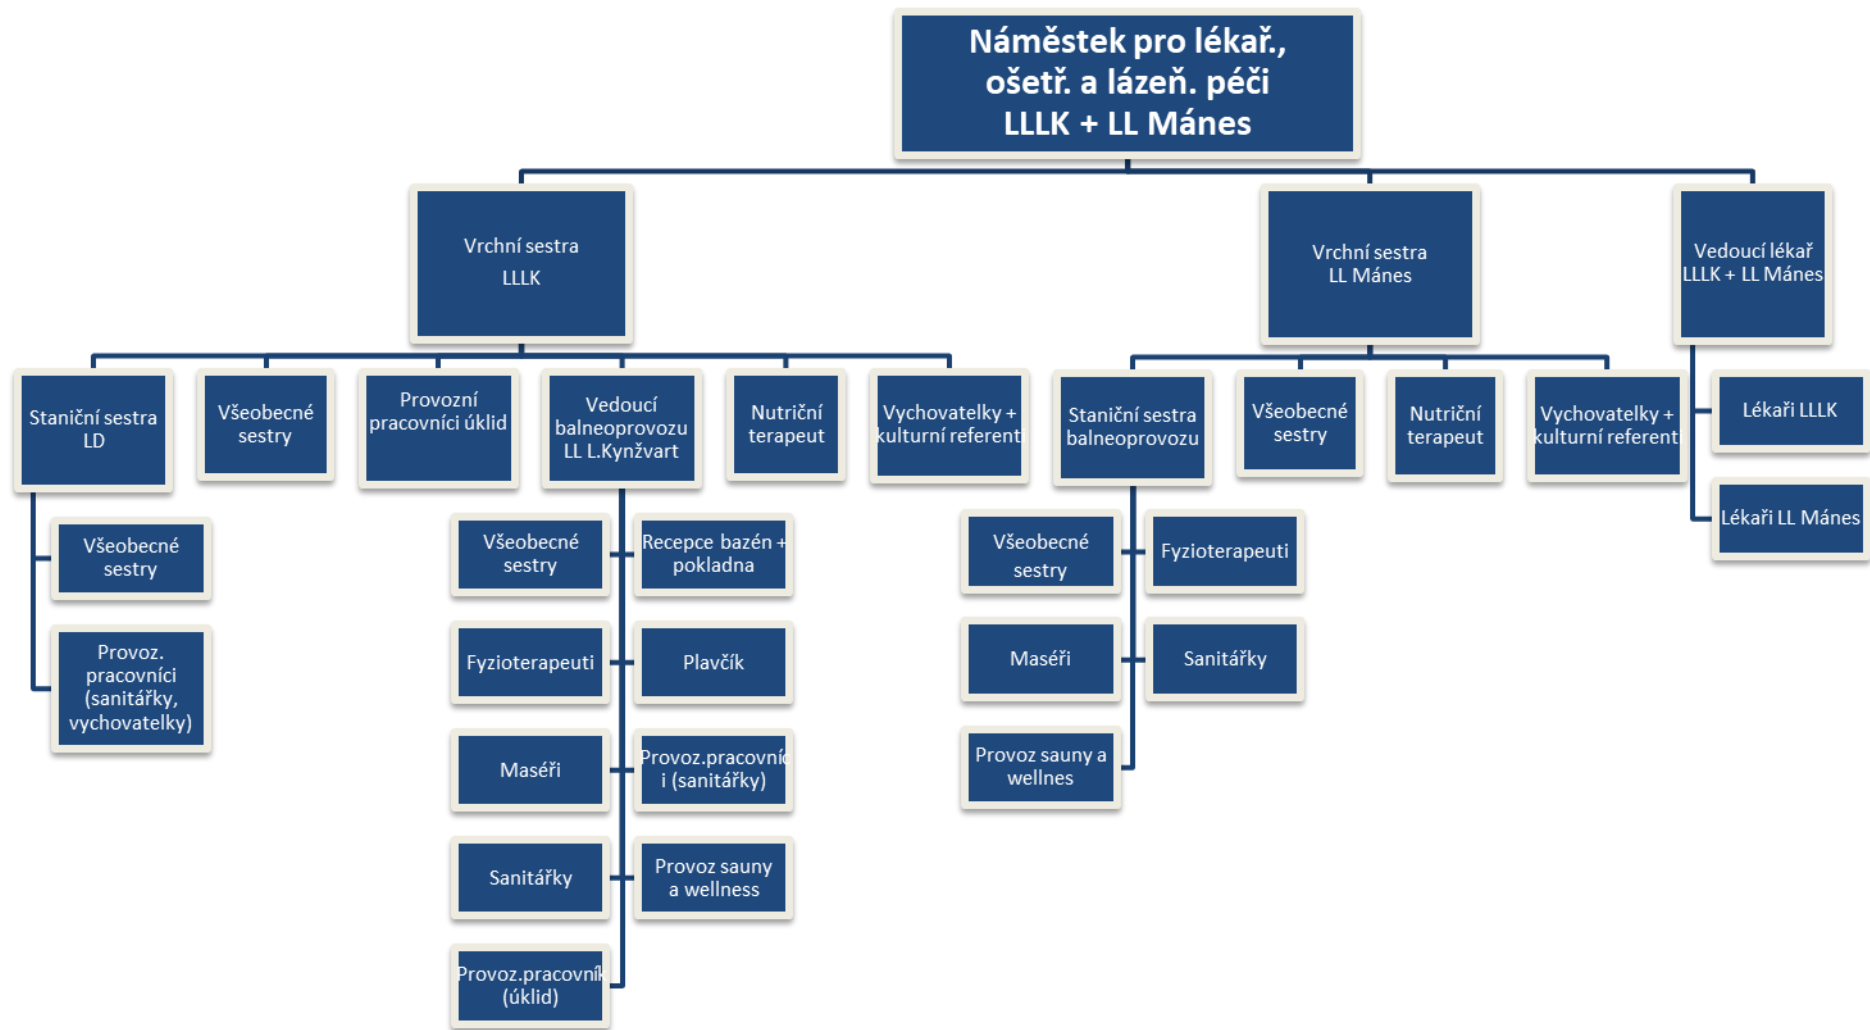 Náměstek pro lékař.,
ošetř. a lázeň. péči
LLLK + LL Mánes
Vrchní sestra
LLLK
Vrchní sestra
LL Mánes
Vedoucí lékař
LLLK + LL Mánes
Staniční sestra
LD
Všeobecné
sestry
Provozní
pracovníci úklid
Vedoucí
balneoprovozu
LL L.Kynžvart
Nutriční
terapeut
Vychovatelky +
kulturní referenti
Staniční sestra
balneoprovozu
Všeobecné
sestry
Nutriční
terapeut
Vychovatelky +
kulturní referenti
Lékaři LLLK
Lékaři LL Mánes
Všeobecné
sestry
Provoz.
pracovníci
(sanitářky,
vychovatelky)
Všeobecné
sestry
Recepce bazén +
pokladna
Fyzioterapeuti
Plavčík
Maséři
Provoz.pracovníc
i (sanitářky)
Sanitářky
Provoz sauny
a wellness
Provoz.pracovník
(úklid)
Všeobecné
sestry
Fyzioterapeuti
Maséři
Sanitářky
Provoz sauny a
wellnes